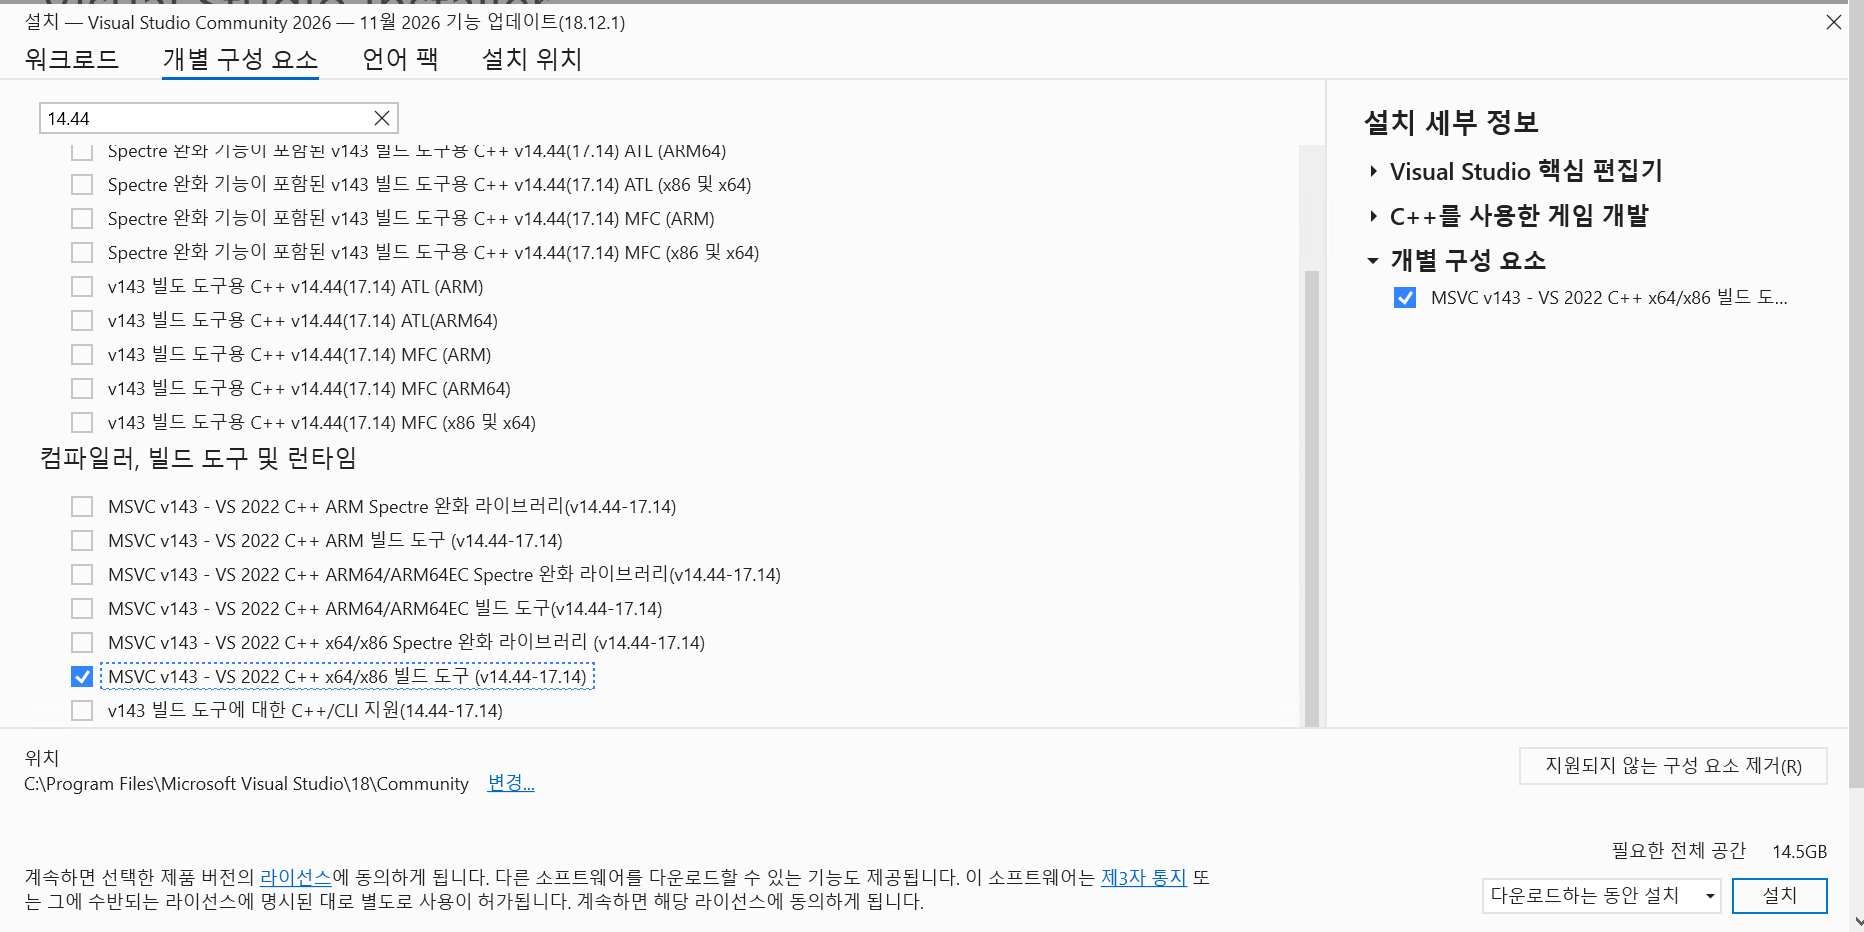 설치 — Visual Studio Community 2026 — 11월 2026 기능 업데이트(18.12.1)
워크로드 개별 구성 요소 언어 팩 설치 위치
14.44
Spectre 완화 기능이 포함된 v143 빌드 도구용 C++ v14.44(17.14) ATL (ARM64)
Spectre 완화 기능이 포함된 v143 빌드 도구용 C++ v14.44(17.14) ATL (x86 및 x64)
Spectre 완화 기능이 포함된 v143 빌드 도구용 C++ v14.44(17.14) MFC (ARM)
Spectre 완화 기능이 포함된 v143 빌드 도구용 C++ v14.44(17.14) MFC (x86 및 x64)
v143 빌도 도구용 C++ v14.44(17.14) ATL (ARM)
v143 빌드 도구용 C++ v14.44(17.14) ATL(ARM64)
v143 빌드 도구용 C++ v14.44(17.14) MFC (ARM)
v143 빌드 도구용 C++ v14.44(17.14) MFC (ARM64)
v143 빌드 도구용 C++ v14.44(17.14) MFC (x86 및 x64)
컴파일러, 빌드 도구 및 런타임
MSVC v143 - VS 2022 C++ ARM Spectre 완화 라이브러리(v14.44-17.14)
MSVC v143 - VS 2022 C++ ARM 빌드 도구 (v14.44-17.14)
MSVC v143 - VS 2022 C++ ARM64/ARM64EC Spectre 완화 라이브러리(v14.44-17.14)
MSVC v143 - VS 2022 C++ ARM64/ARM64EC 빌드 도구(v14.44-17.14)
MSVC v143 - VS 2022 C++ x64/x86 Spectre 완화 라이브러리 (v14.44-17.14)
MSVC v143 - VS 2022 C++ x64/x86 빌드 도구 (v14.44-17.14)
v143 빌드 도구에 대한 C++/CLI 지원(14.44-17.14)
설치 세부 정보
Visual Studio 핵심 편집기
C++를 사용한 게임 개발
개별 구성 요소
MSVC v143 - VS 2022 C++ x64/x86 빌드 도...
위치
C:\Program Files\Microsoft Visual Studio\18\Community 변경...
지원되지 않는 구성 요소 제거(R)
필요한 전체 공간 14.5GB
계속하면 선택한 제품 버전의 라이선스에 동의하게 됩니다. 다른 소프트웨어를 다운로드할 수 있는 기능도 제공됩니다. 이 소프트웨어는 제3자 통지 또
는 그에 수반되는 라이선스에 명시된 대로 별도로 사용이 허가됩니다. 계속하면 해당 라이선스에 동의하게 됩니다.
다운로드하는 동안 설치 설치